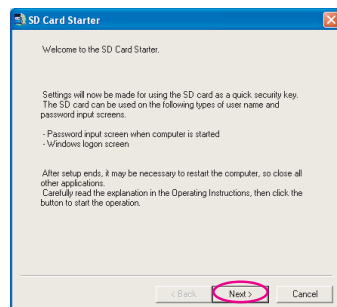 SD Card Starter
Welcome to the SD Card Starter.
Settings will now be made for using the SD card as a quick security key.
The SD card can be used on the following types of user name and
password input screens.
- Password input screen when computer is started
- Windows logon screen
After setup ends, it may be necessary to restart the computer, so close all
other applications.
Carefully read the explanation in the Operating Instructions, then click the
button to start the operation.
< Back Next > Cancel